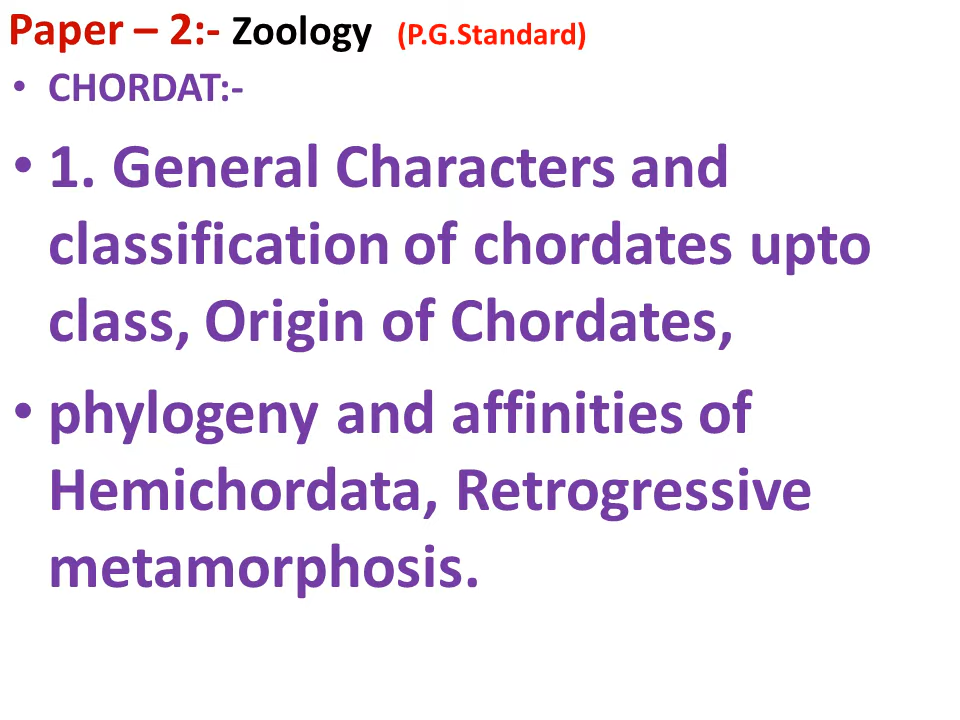 Paper – 2:- Zoology (P.G.Standard)
• CHORDAT:-
• 1. General Characters and
classification of chordates upto
class, Origin of Chordates,
• phylogeny and affinities of
Hemichordata, Retrogressive
metamorphosis.